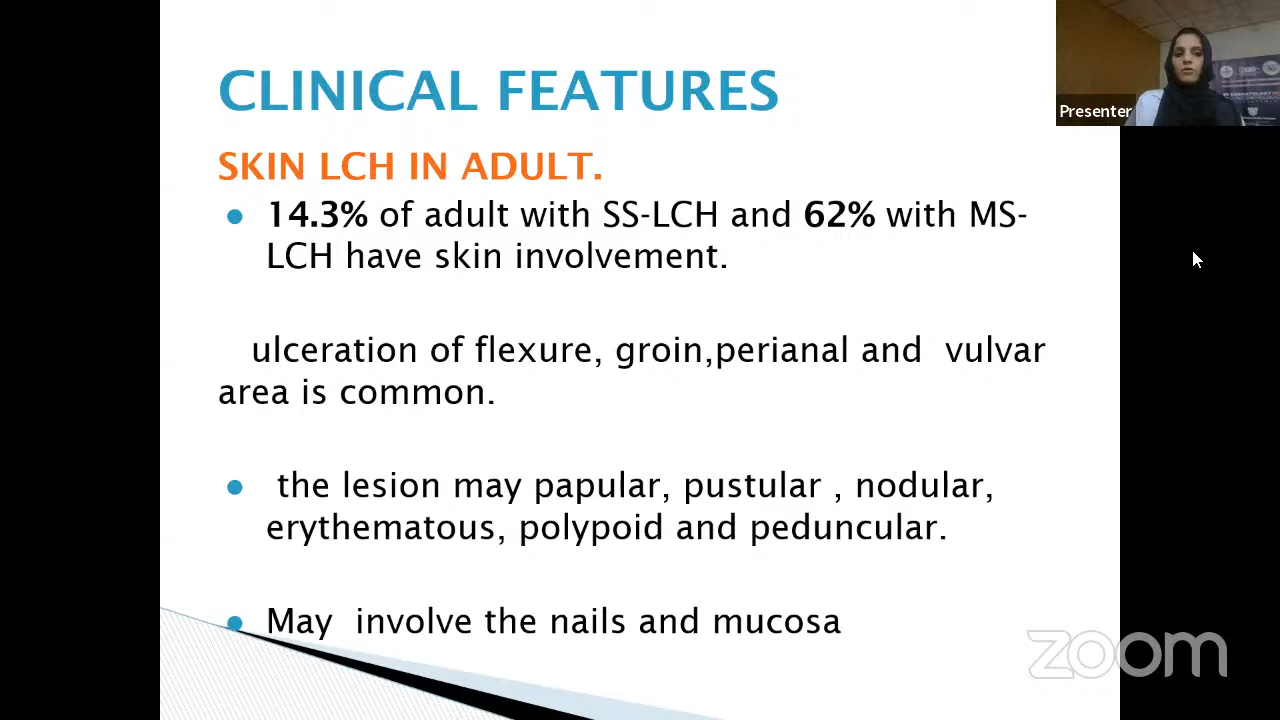 CLINICAL FEATURES
SKIN LCH IN ADULT.
14.3% of adult with SS-LCH and 62% with MS-
LCH have skin involvement.
ulceration of flexure, groin,perianal and vulvar
area is common.
the lesion may papular, pustular , nodular,
erythematous, polypoid and peduncular.
May involve the nails and mucosa
Presenter
zoom